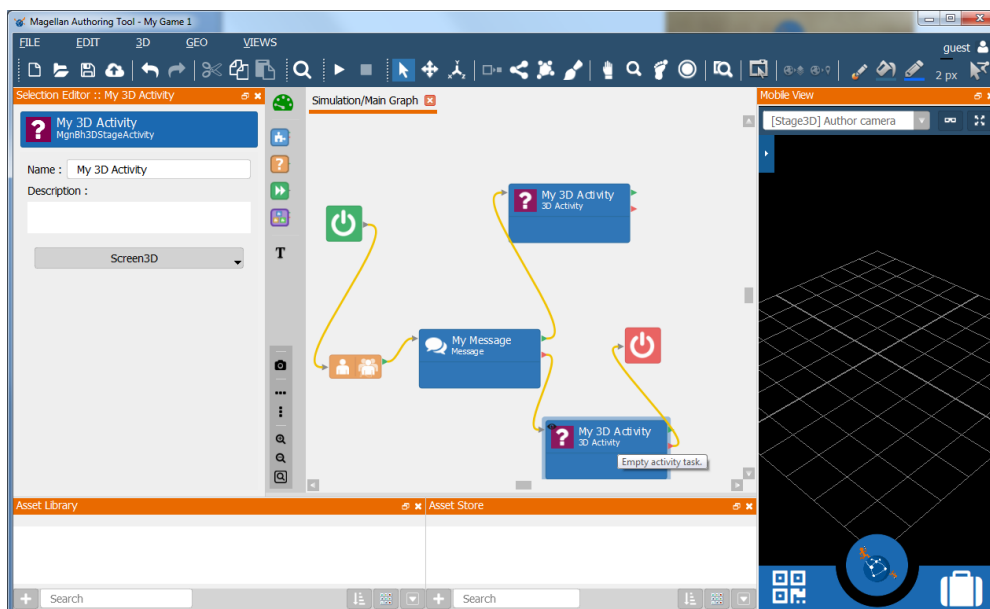 Magellan Authoring Tool - My Game 1
FILE EDIT 3D GEO VIEWS
guest
2 px
Selection Editor :: My 3D Activity
My 3D Activity
MgnBh3DStageActivity
Name : My 3D Activity
Description :
Screen3D
T
Simulation/Main Graph
My 3D Activity
3D Activity
My Message
Message
My 3D Activity
3D Activity
Empty activity task.
Mobile View
[Stage3D] Author camera
Asset Library
Search
Asset Store
Search